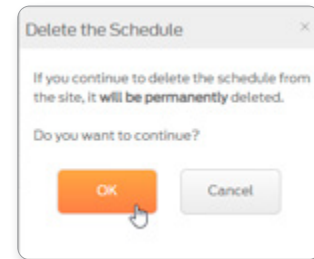 Delete the Schedule ×
If you continue to delete the schedule from
the site, it will be permanently deleted.
Do you want to continue?
OK Cancel